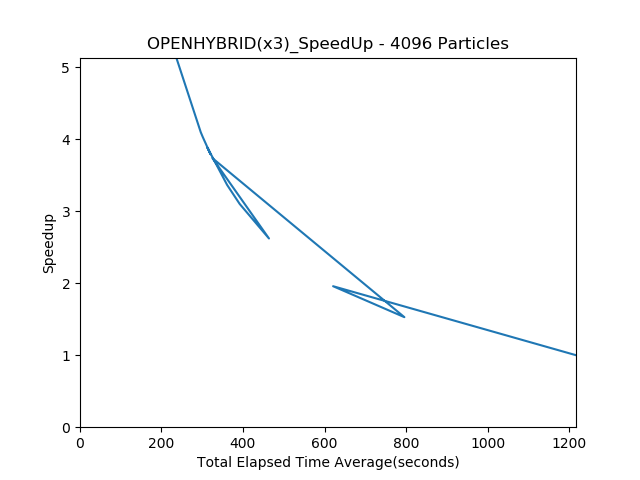 OPENHYBRID(x3)_SpeedUp - 4096 Particles
5
4
3
2
1
0
Speedup
0 200 400 600 800 1000 1200
Total Elapsed Time Average(seconds)